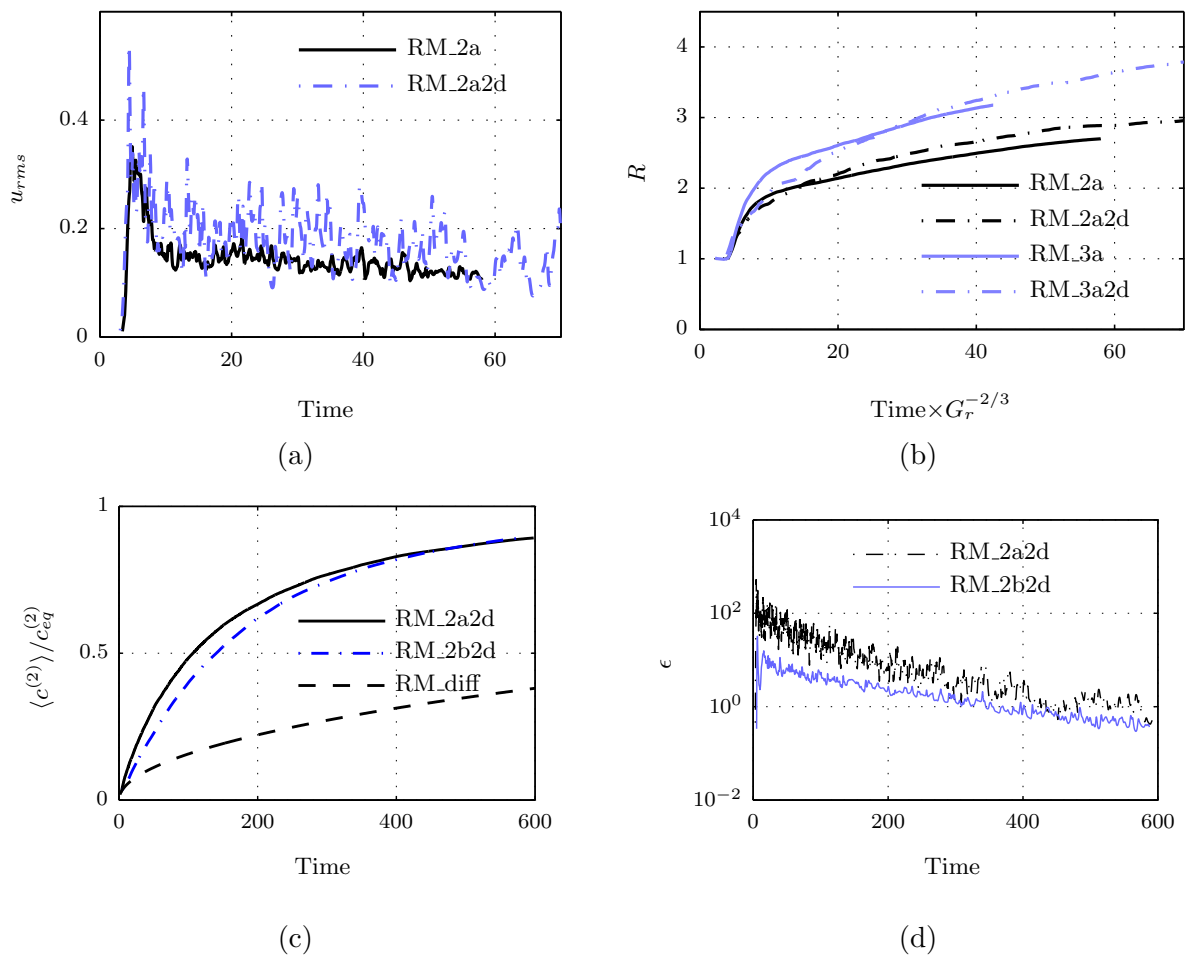 RM_2a
RM_2a2d
0.4
0.2
0
0
20
40
60
u_{rms}
Time
(a)
4
3
2
1
0
0
20
40
60
R
RM_2a
RM_2a2d
RM_3a
RM_3a2d
Time×G_r^{-2/3}
(b)
1
0.5
0
0
200
400
600
⟨c^{(2)}⟩/c_{eq}^{(2)}
RM_2a2d
RM_2b2d
RM_diff
Time
(c)
10^4
10^2
10^0
10^{-2}
0
200
400
600
ϵ
RM_2a2d
RM_2b2d
Time
(d)